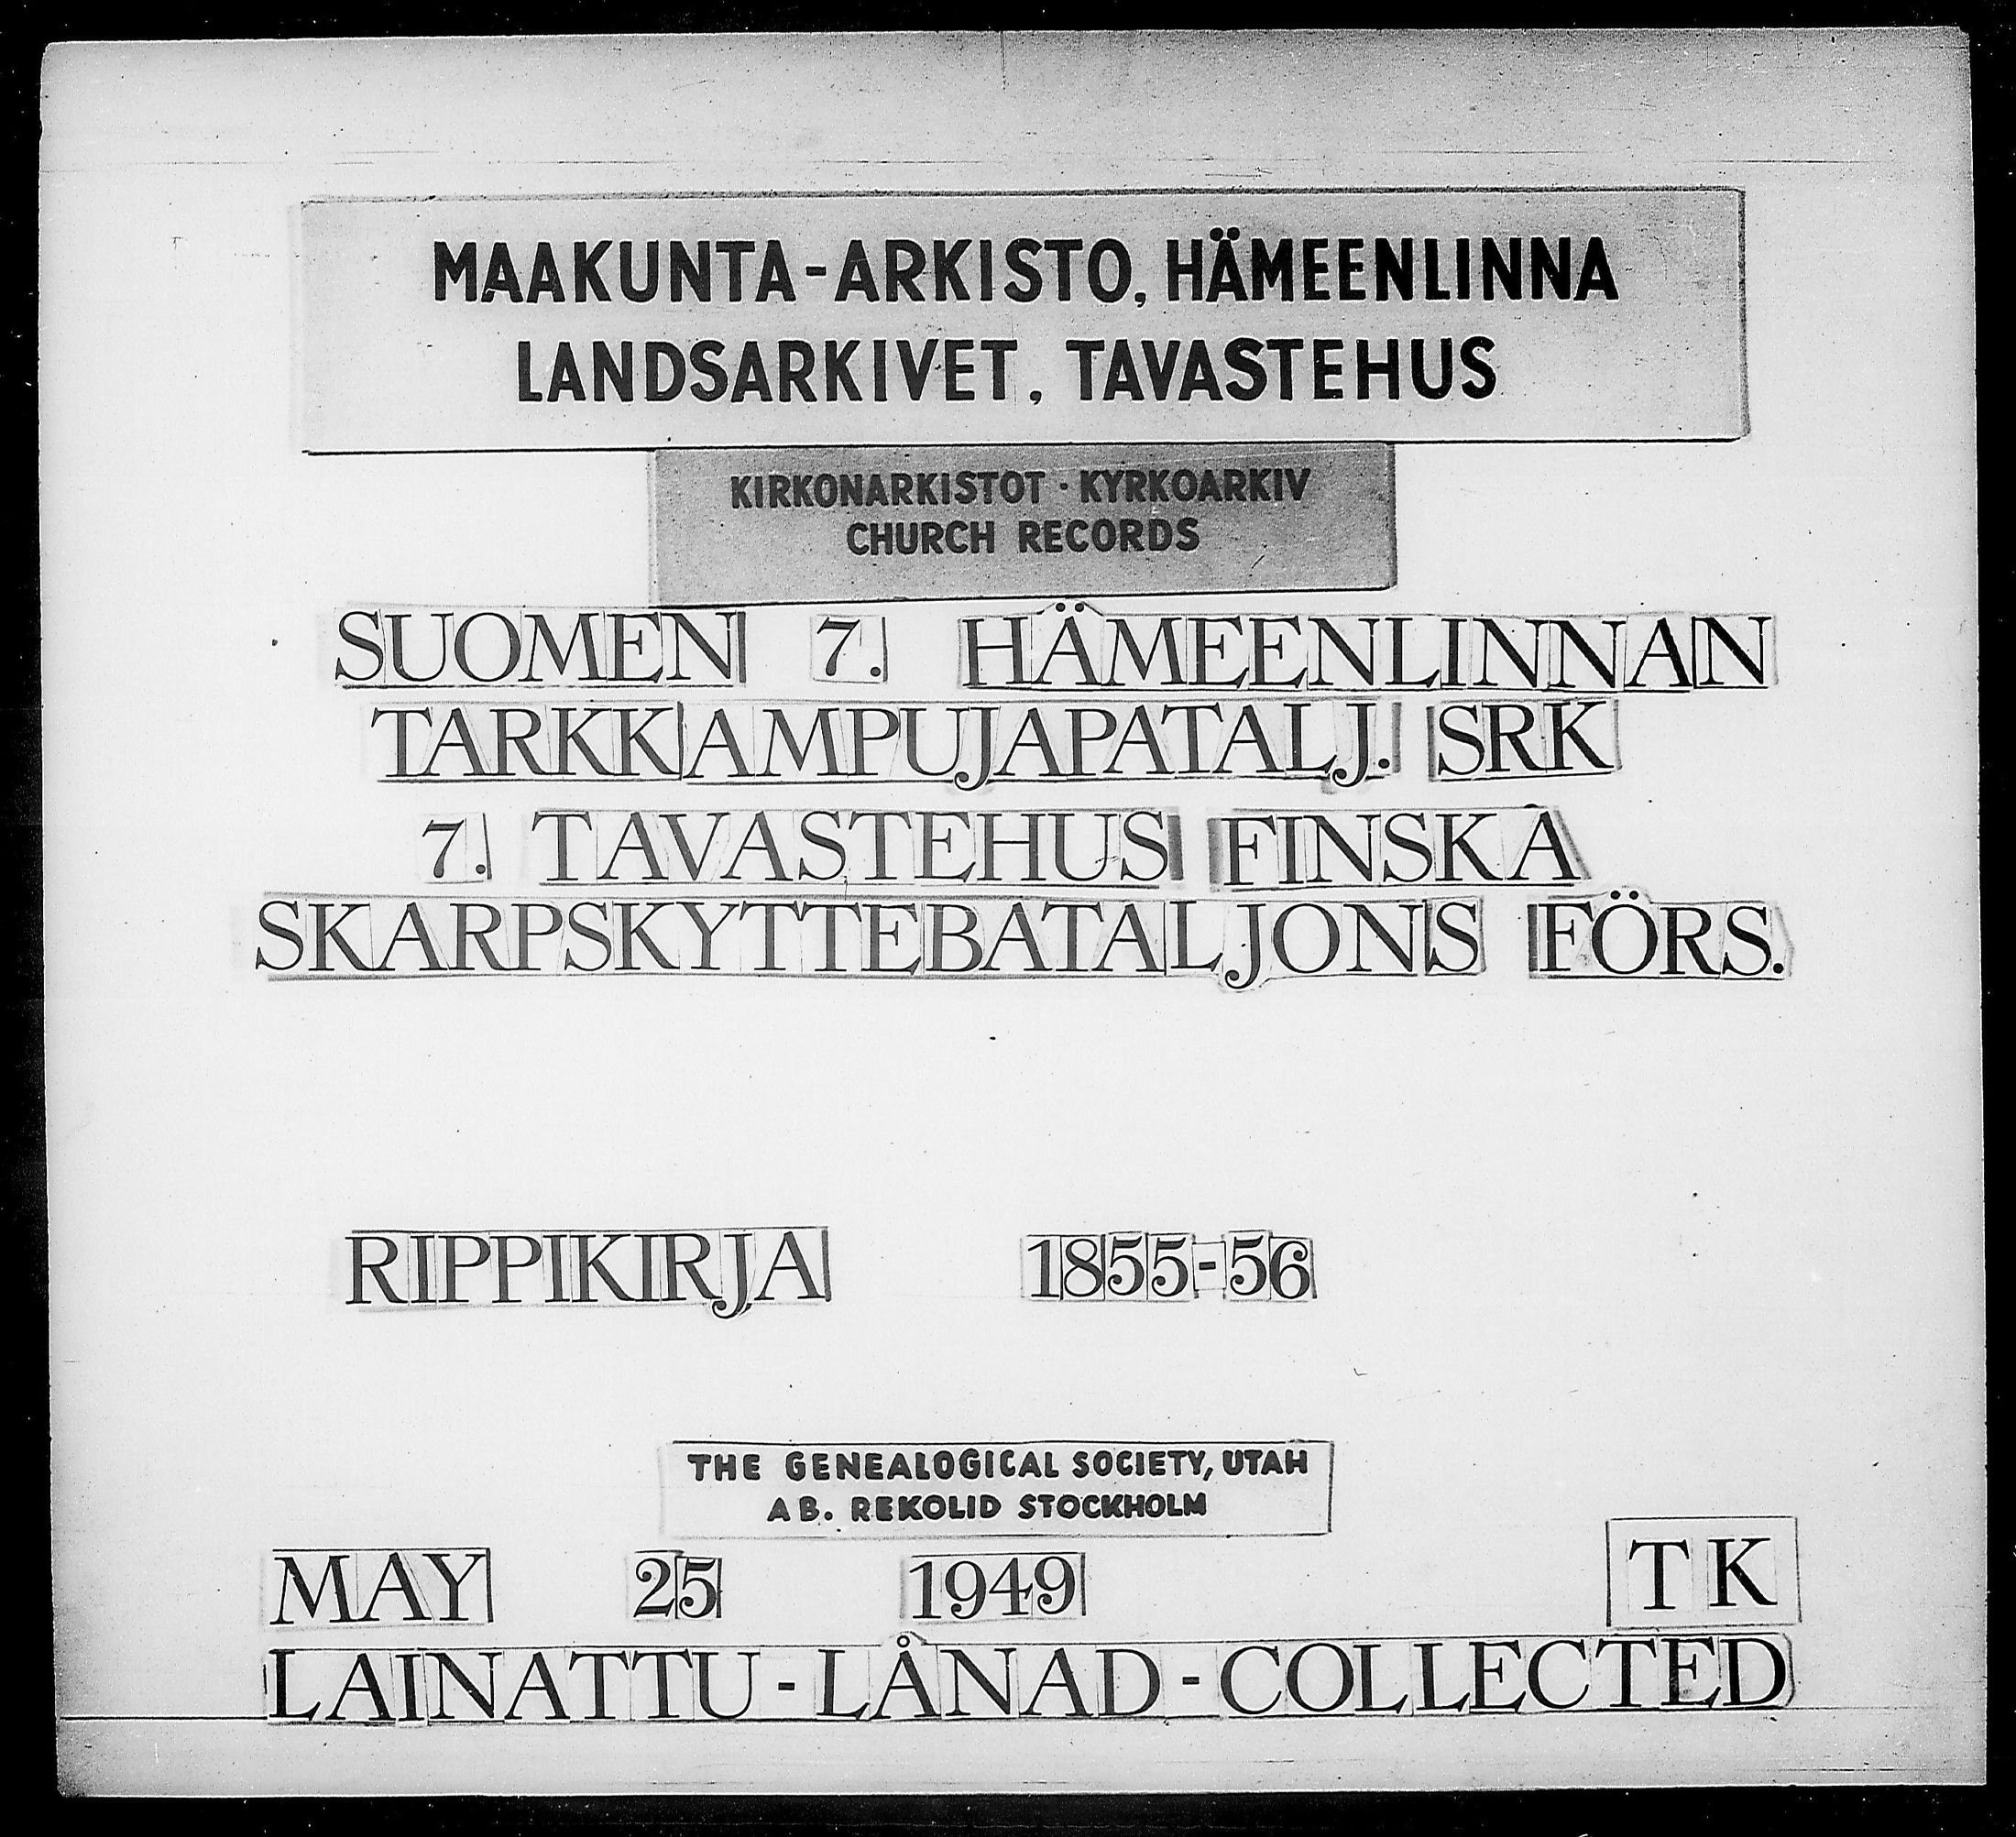 MAAKUNTA-ARKISTO, HÄMEENLINNA
LANDSARKIVET, TAVASTEHUS
KIRKONARKISTOT · KYRKOARKIV
CHURCH RECORDS
SUOMEN 7. HÄMEENLINNAN
TARKKAMPUJAPATALJ. SRK
7. TAVASTEHUS FINSKA
SKARPSKYTTEBATALJONS FÖRS.
RIPPIKIRJA 1855-56
THE GENEALOGICAL SOCIETY, UTAH
AB. REKOLID STOCKHOLM
MAY 25 1949 TK
LAINATTU-LÅNAD-COLLECTED